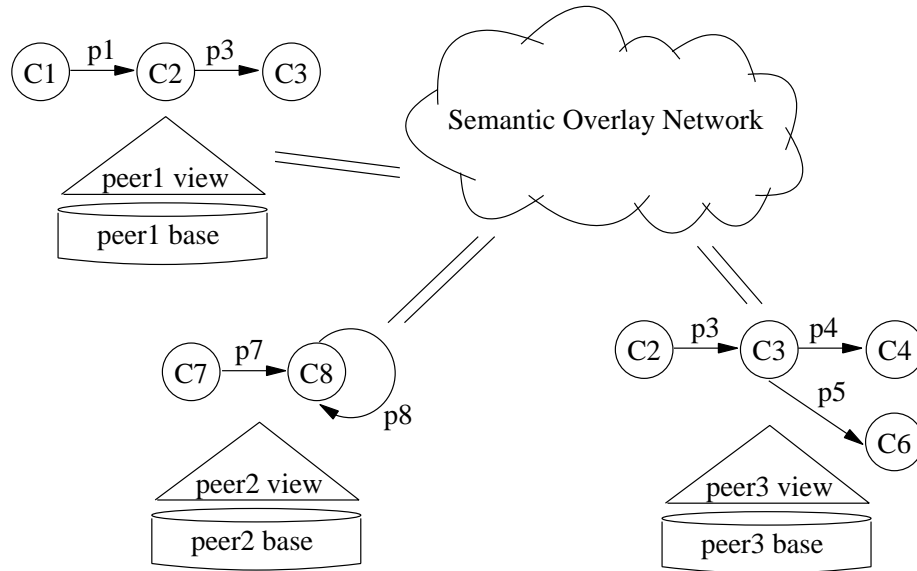 p1
p3
C1
C2
C3
Semantic Overlay Network
peer1 view
peer1 base
p7
C7
C8
p8
peer2 view
peer2 base
p3
p4
C2
C3
C4
p5
C6
peer3 view
peer3 base